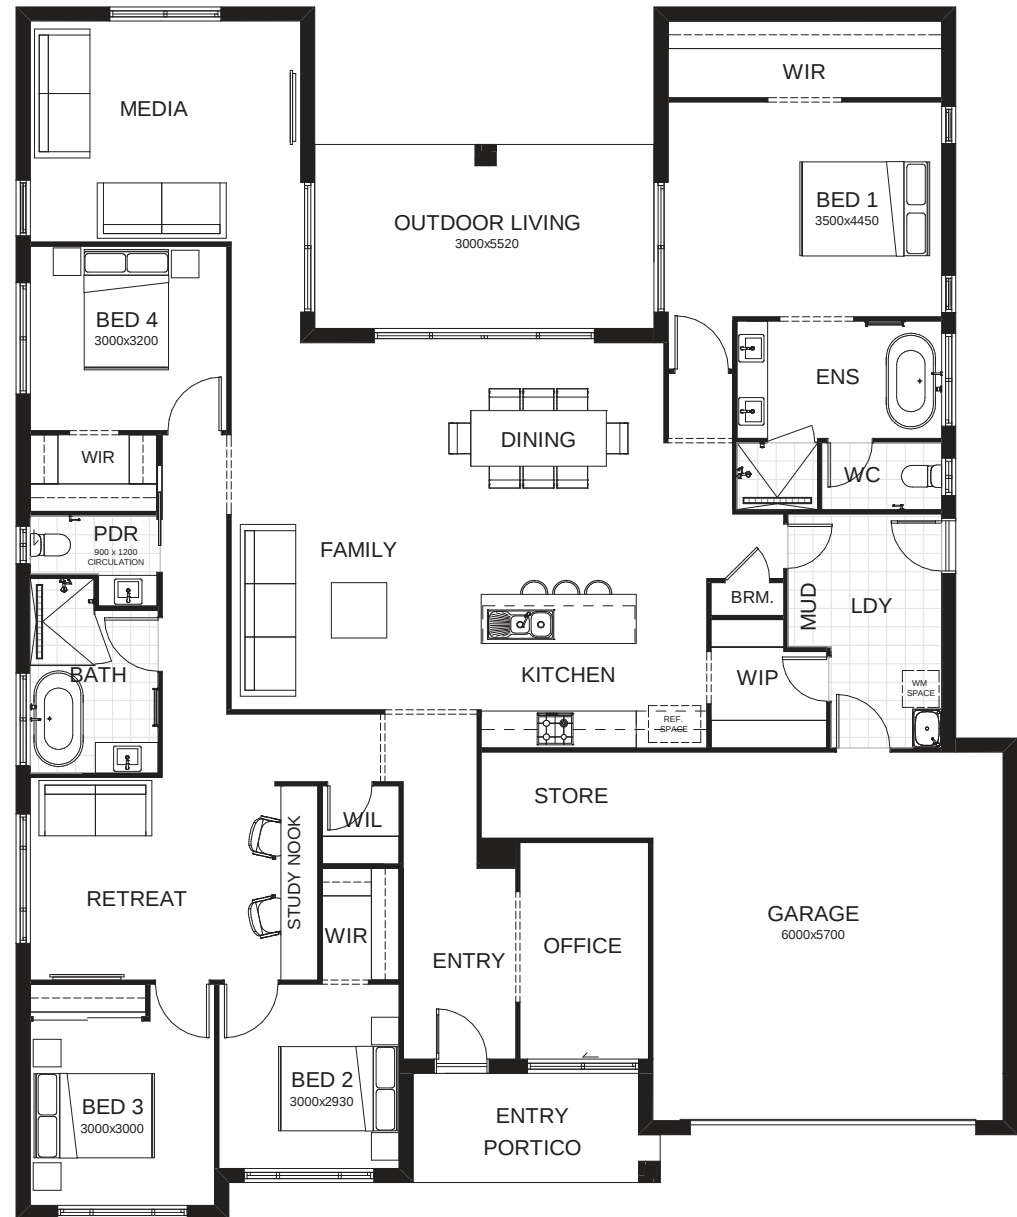 WIR
MEDIA
BED 1
3500x4450
OUTDOOR LIVING
3000x5520
BED 4
3000x3200
ENS
DINING
WIR
WC
PDR
900 x 1200
CIRCULATION
FAMILY
BRM.
MUD
LDY
BATH
KITCHEN
WIP
WM
SPACE
REF.
SPACE
STORE
WIL
STUDY NOOK
RETREAT
WIR
ENTRY
OFFICE
GARAGE
6000x5700
BED 2
3000x2930
BED 3
3000x3000
ENTRY
PORTICO